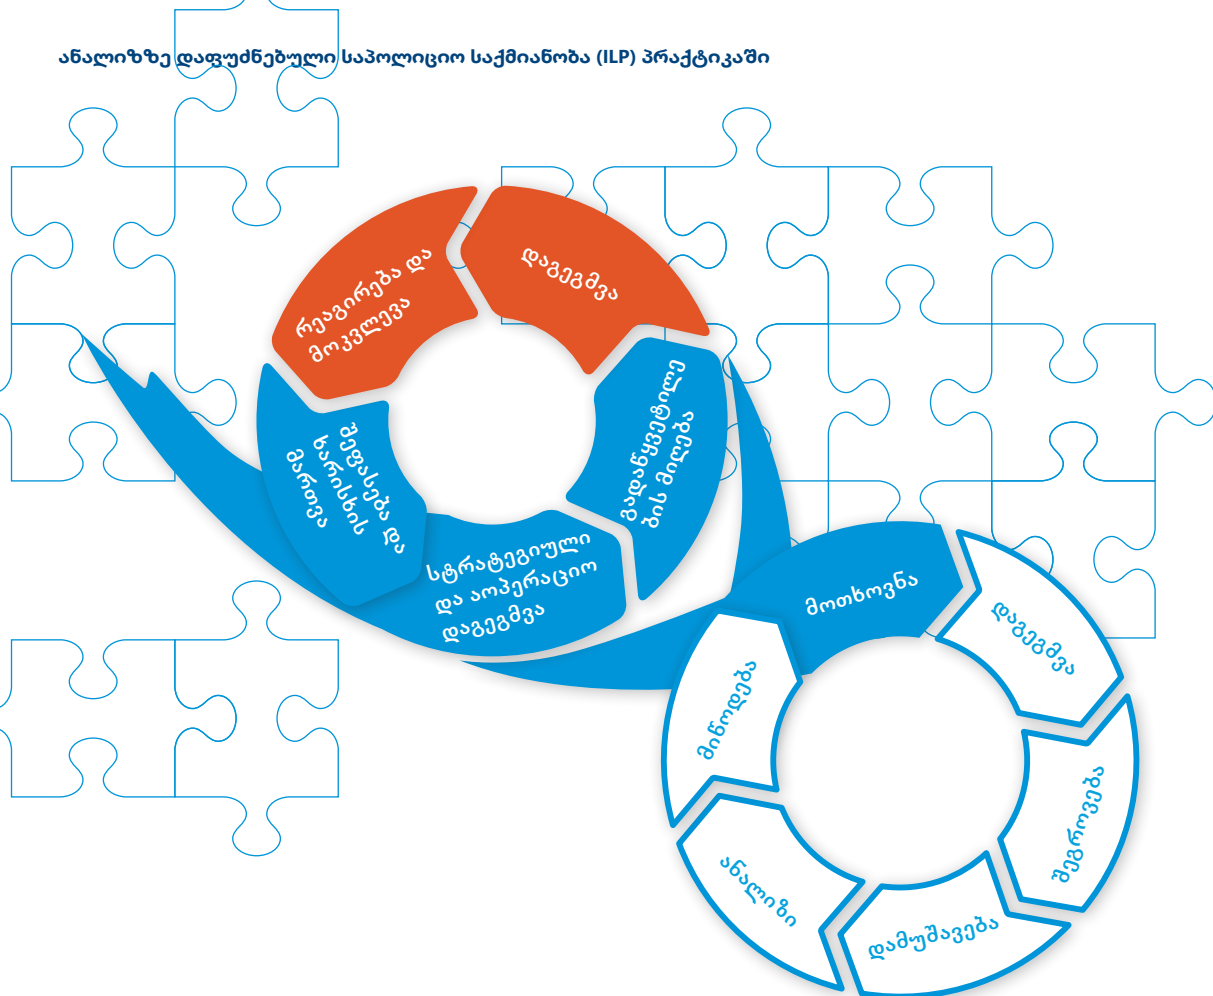 ანალიზზე დაფუძნებული საპოლიციო საქმიანობა (ILP) პრაქტიკაში
რეაგირება და
მოკვლევა
დაგეგმვა
გადაწყვეტილე
ბის მიღება
სტრატეგიული
და აოპერაციო
დაგეგმვა
შეფასება და
ხარისხის
მართვა
მოთხოვნა
დაგეგმვა
შეგროვება
დამუშავება
ანალიზი
მიწოდება